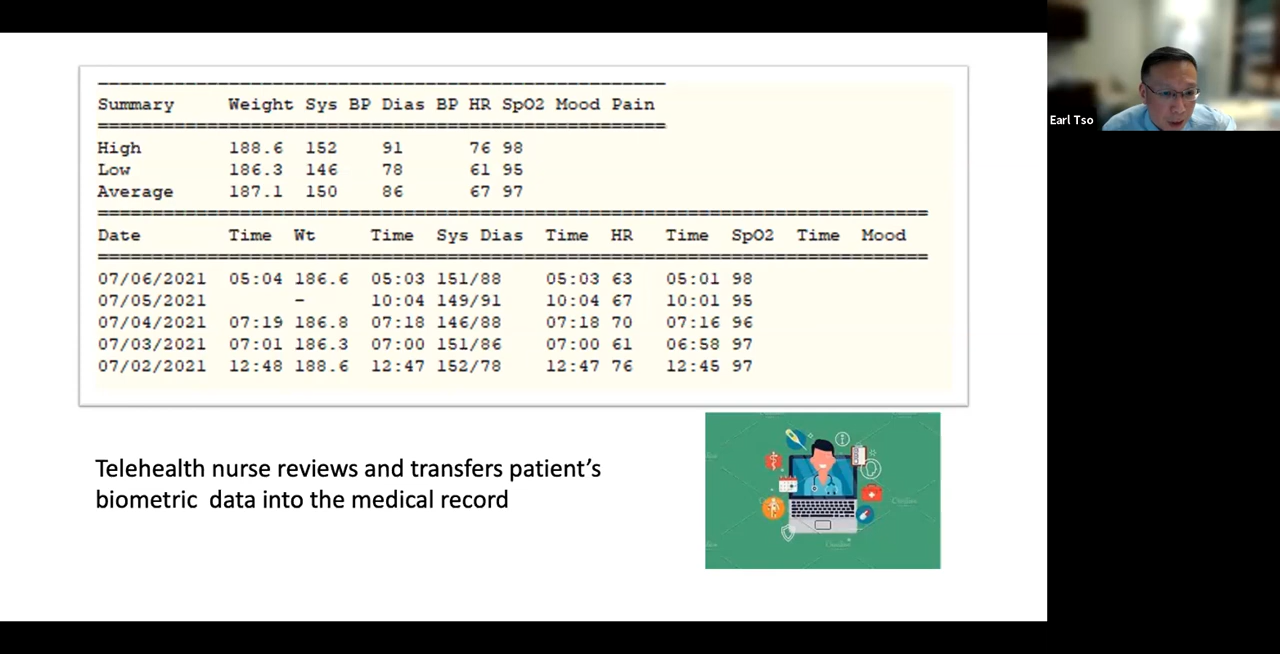 Summary Weight Sys BP Dias BP HR SpO2 Mood Pain
High 188.6 152 91 76 98
Low 186.3 146 78 61 95
Average 187.1 150 86 67 97
Date Time Wt Time Sys Dias Time HR Time SpO2 Time Mood
07/06/2021 05:04 186.6 05:03 151/88 05:03 63 05:01 98
07/05/2021 - 10:04 149/91 10:04 67 10:01 95
07/04/2021 07:19 186.8 07:18 146/88 07:18 70 07:16 96
07/03/2021 07:01 186.3 07:00 151/86 07:00 61 06:58 97
07/02/2021 12:48 188.6 12:47 152/78 12:47 76 12:45 97
Telehealth nurse reviews and transfers patient’s
biometric data into the medical record
Earl Tso